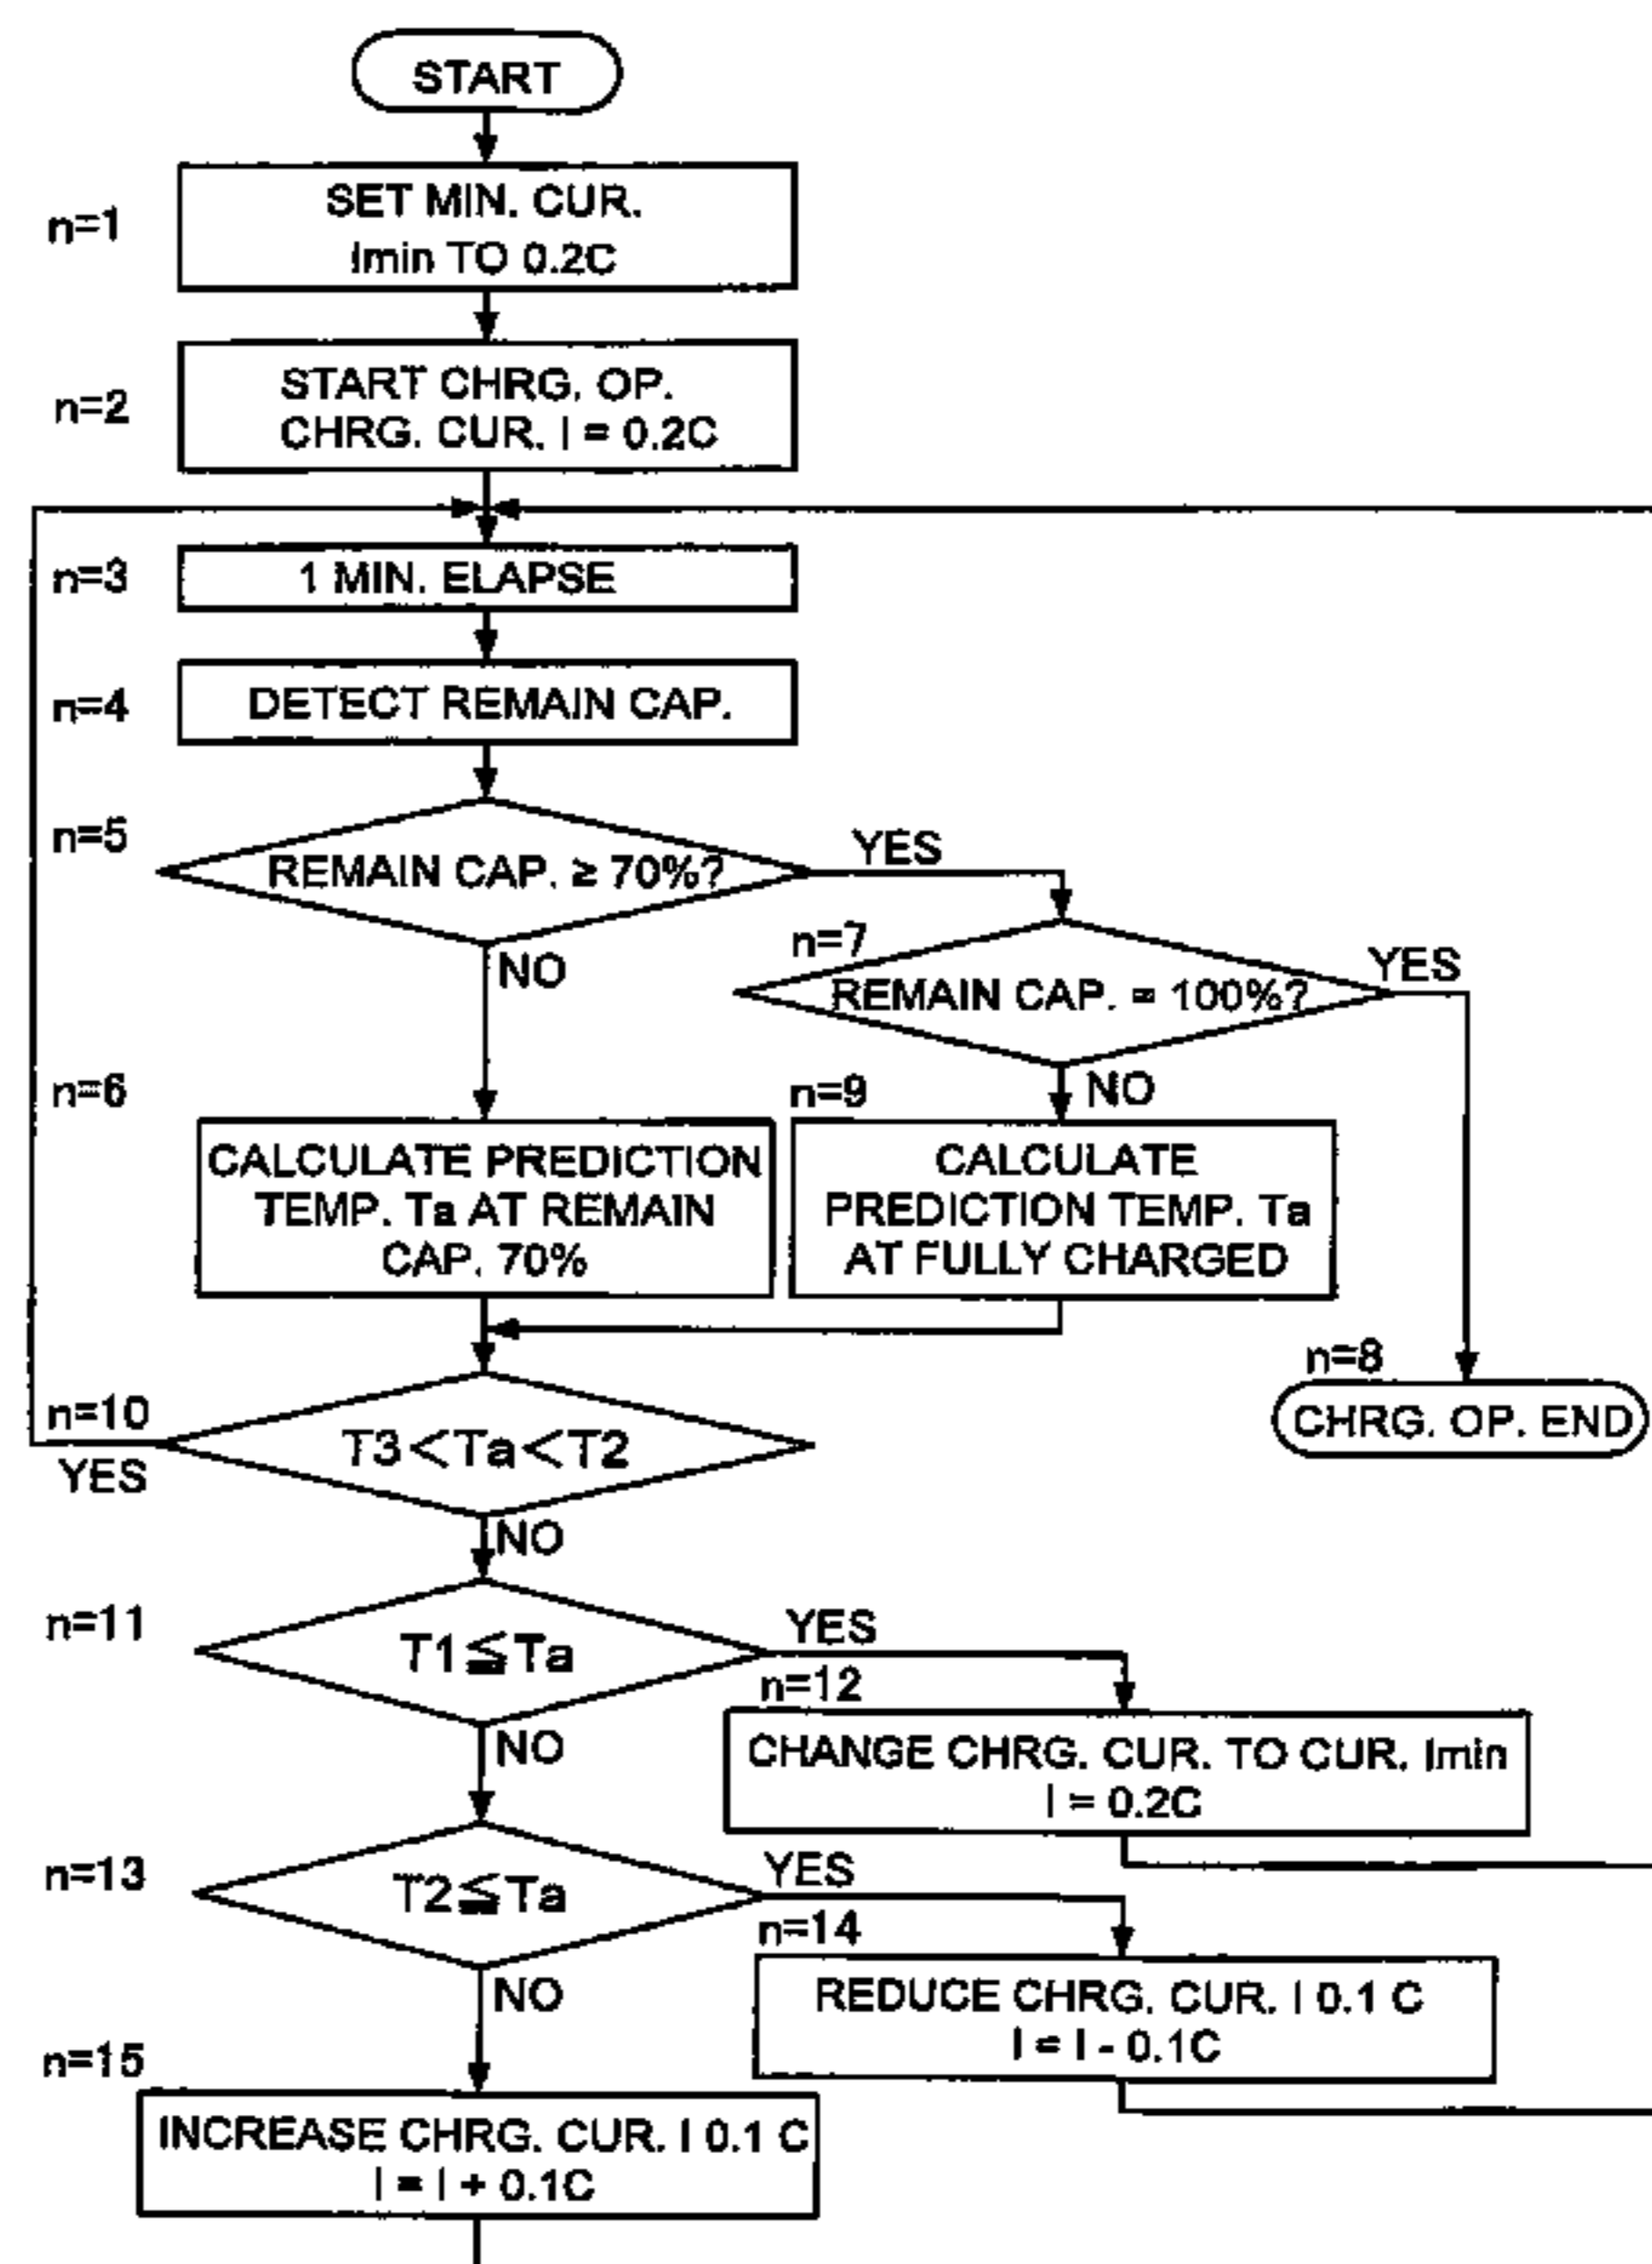 START
n=1
SET MIN. CUR.
Imin TO 0.2C
n=2
START CHRG. OP.
CHRG. CUR. I = 0.2C
n=3
1 MIN. ELAPSE
n=4
DETECT REMAIN CAP.
n=5
REMAIN CAP. ≥ 70%?
YES
NO
n=7
REMAIN CAP. = 100%?
YES
NO
n=6
CALCULATE PREDICTION
TEMP. Ta AT REMAIN
CAP. 70%
n=9
CALCULATE
PREDICTION TEMP. Ta
AT FULLY CHARGED
n=8
CHRG. OP. END
n=10
T3<Ta<T2
YES
NO
n=11
T1≦Ta
YES
NO
n=12
CHANGE CHRG. CUR. TO CUR. Imin
I = 0.2C
n=13
T2≦Ta
YES
NO
n=14
REDUCE CHRG. CUR. I 0.1 C
I = I - 0.1C
n=15
INCREASE CHRG. CUR. I 0.1 C
I = I + 0.1C